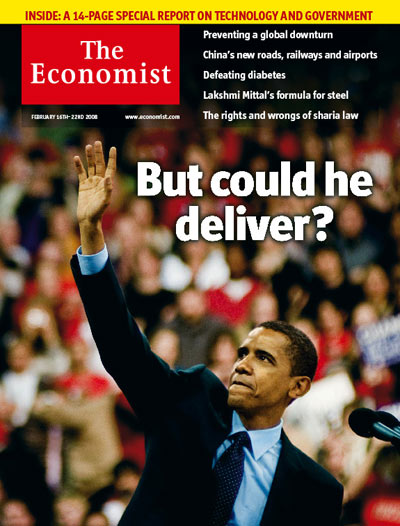 INSIDE: A 14-PAGE SPECIAL REPORT ON TECHNOLOGY AND GOVERNMENT
The
Economist
FEBRUARY 16TH–22ND 2008
www.economist.com
Preventing a global downturn
China's new roads, railways and airports
Defeating diabetes
Lakshmi Mittal's formula for steel
The rights and wrongs of sharia law
But could he
deliver?